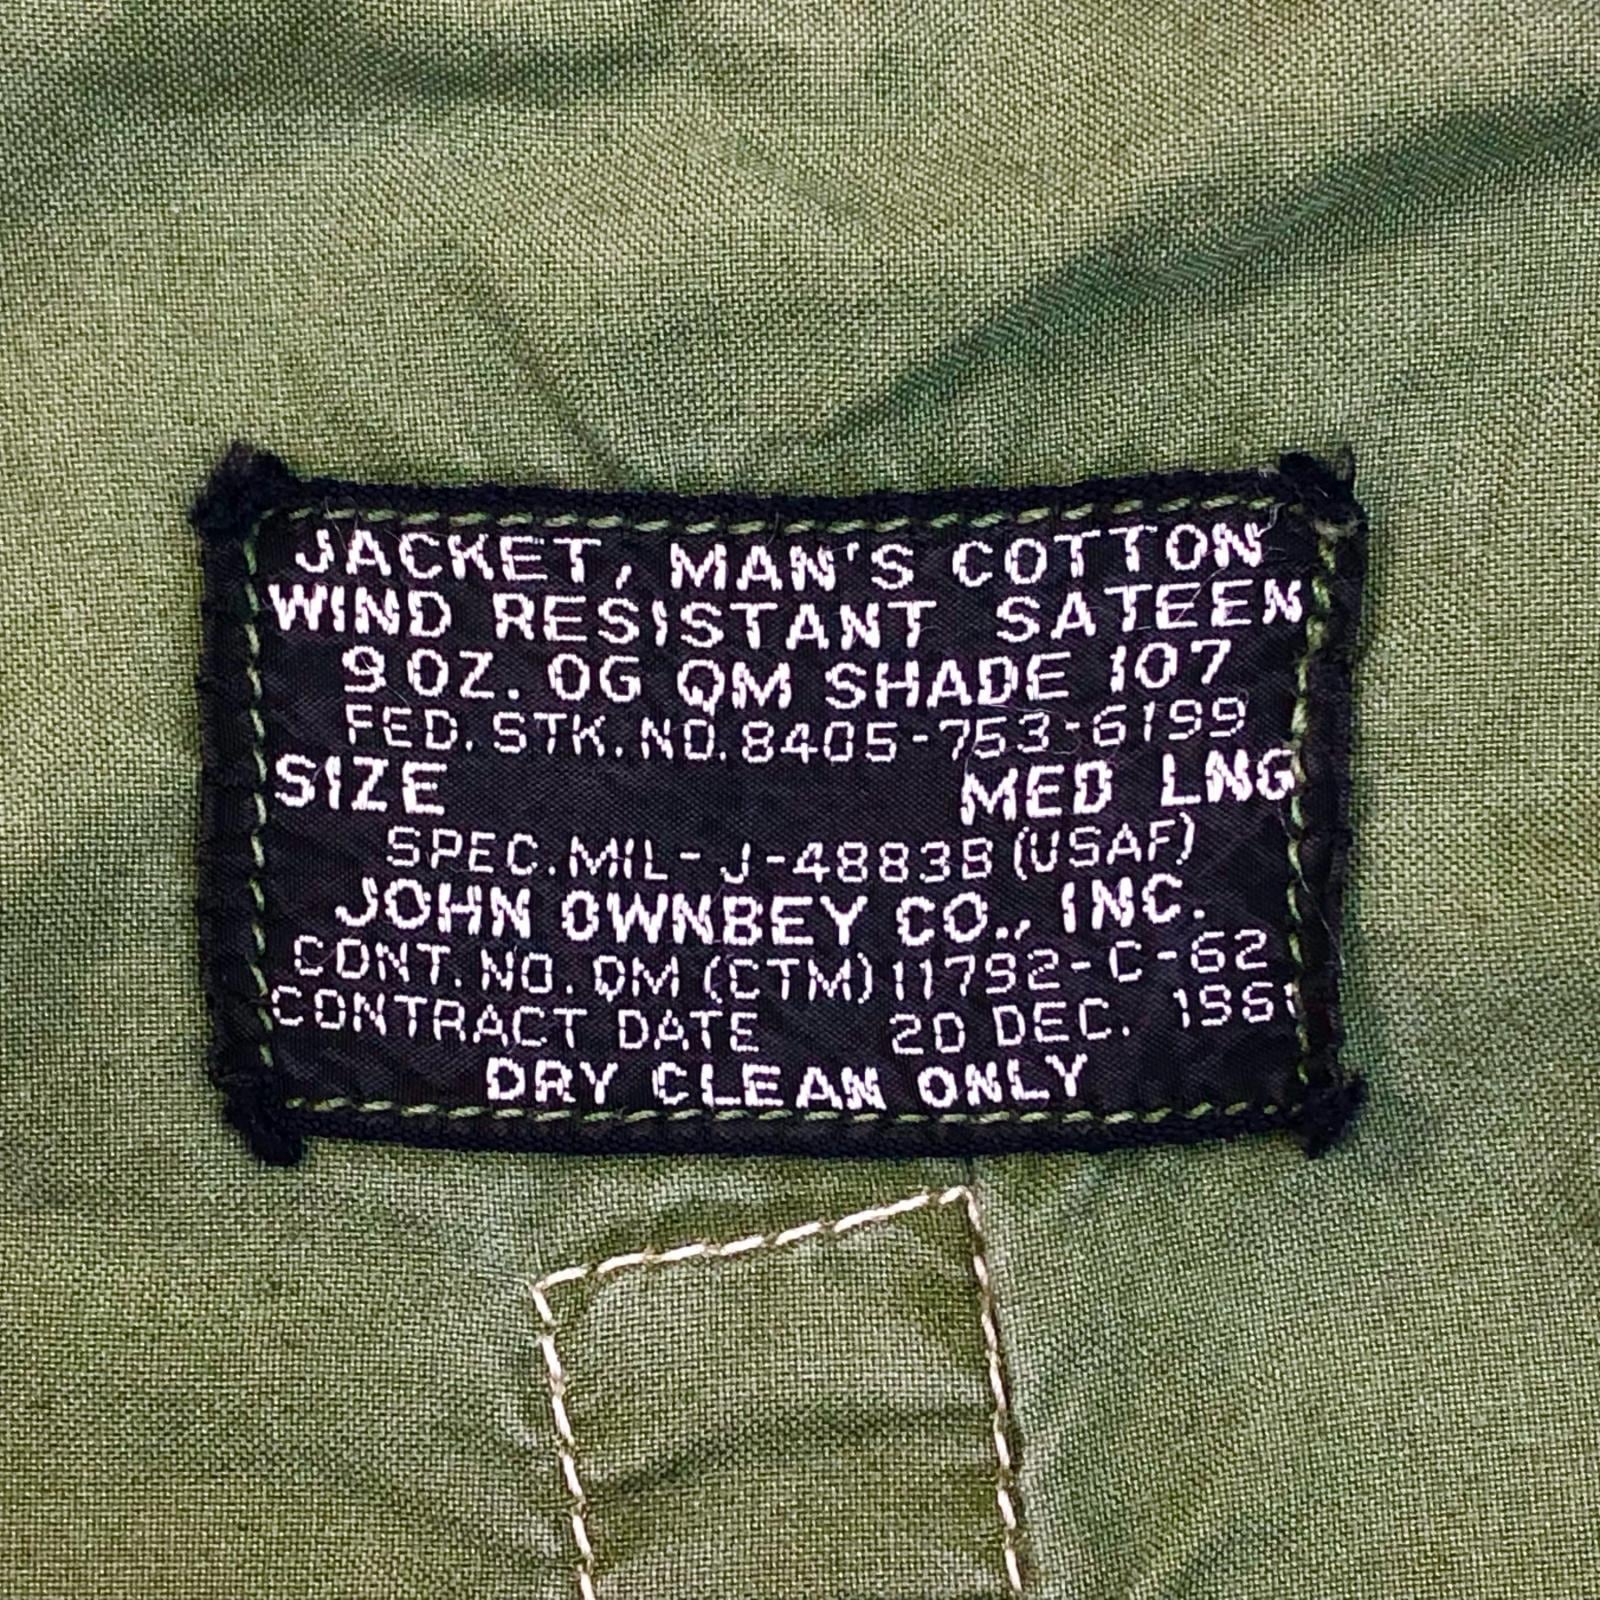 JACKET, MAN'S COTTON
WIND RESISTANT SATEEN
9 OZ. OG QM SHADE 107
FED. STK. NO. 8405-753-6199
SIZE MED LNG
SPEC. MIL-J-4883B (USAF)
JOHN OWNBEY CO., INC.
CONT. NO. QM (CTM) 11792-C-62
CONTRACT DATE 20 DEC. 1961
DRY CLEAN ONLY